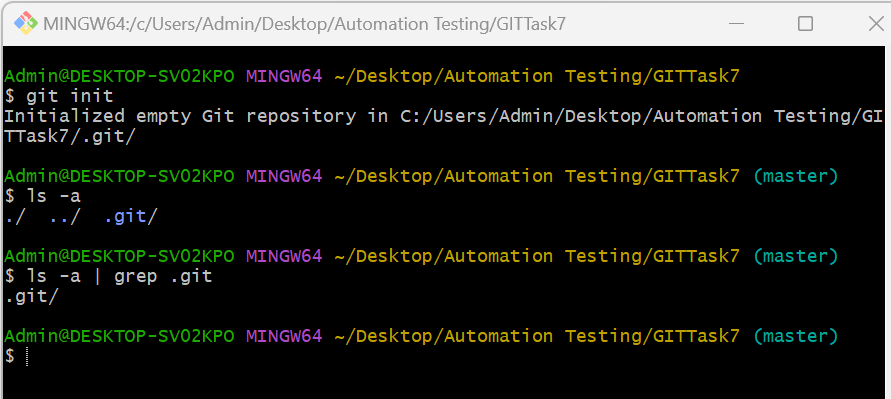 MINGW64:/c/Users/Admin/Desktop/Automation Testing/GITTask7
Admin@DESKTOP-SV02KPO MINGW64 ~/Desktop/Automation Testing/GITTask7
$ git init
Initialized empty Git repository in C:/Users/Admin/Desktop/Automation Testing/GI
TTask7/.git/
Admin@DESKTOP-SV02KPO MINGW64 ~/Desktop/Automation Testing/GITTask7 (master)
$ ls -a
./  ../  .git/
Admin@DESKTOP-SV02KPO MINGW64 ~/Desktop/Automation Testing/GITTask7 (master)
$ ls -a | grep .git
.git/
Admin@DESKTOP-SV02KPO MINGW64 ~/Desktop/Automation Testing/GITTask7 (master)
$